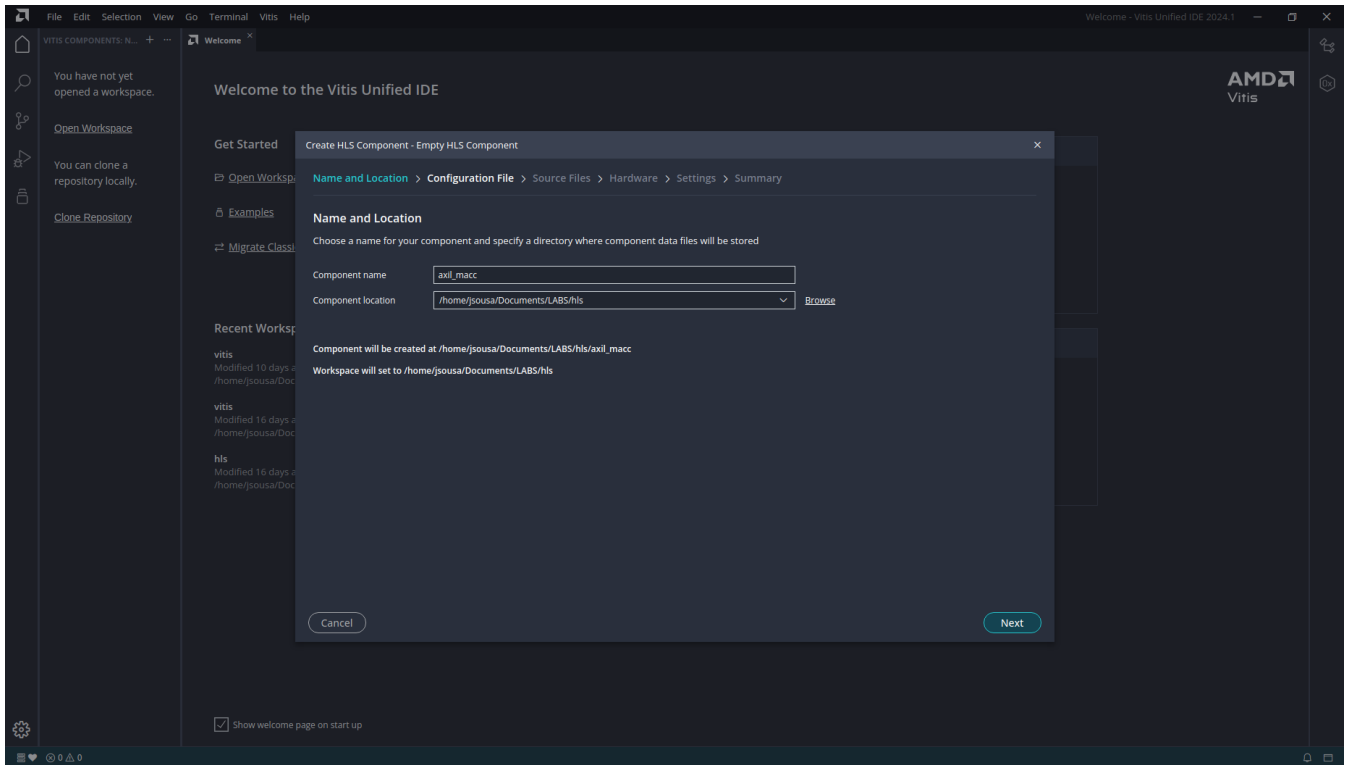 File Edit Selection View Go Terminal Vitis Help
Welcome - Vitis Unified IDE 2024.1
VITIS COMPONENTS: N...
Welcome
You have not yet
opened a workspace.
Open Workspace
You can clone a
repository locally.
Clone Repository
Welcome to the Vitis Unified IDE
AMD
Vitis
Get Started
Open Worksp
Examples
Migrate Classi
Recent Worksp
vitis
Modified 10 days a
/home/jsousa/Doc
vitis
Modified 16 days a
/home/jsousa/Doc
hls
Modified 16 days a
/home/jsousa/Doc
Create HLS Component - Empty HLS Component
Name and Location > Configuration File > Source Files > Hardware > Settings > Summary
Name and Location
Choose a name for your component and specify a directory where component data files will be stored
Component name axil_macc
Component location /home/jsousa/Documents/LABS/hls Browse
Component will be created at /home/jsousa/Documents/LABS/hls/axil_macc
Workspace will set to /home/jsousa/Documents/LABS/hls
Cancel Next
Show welcome page on start up
0 0
0x